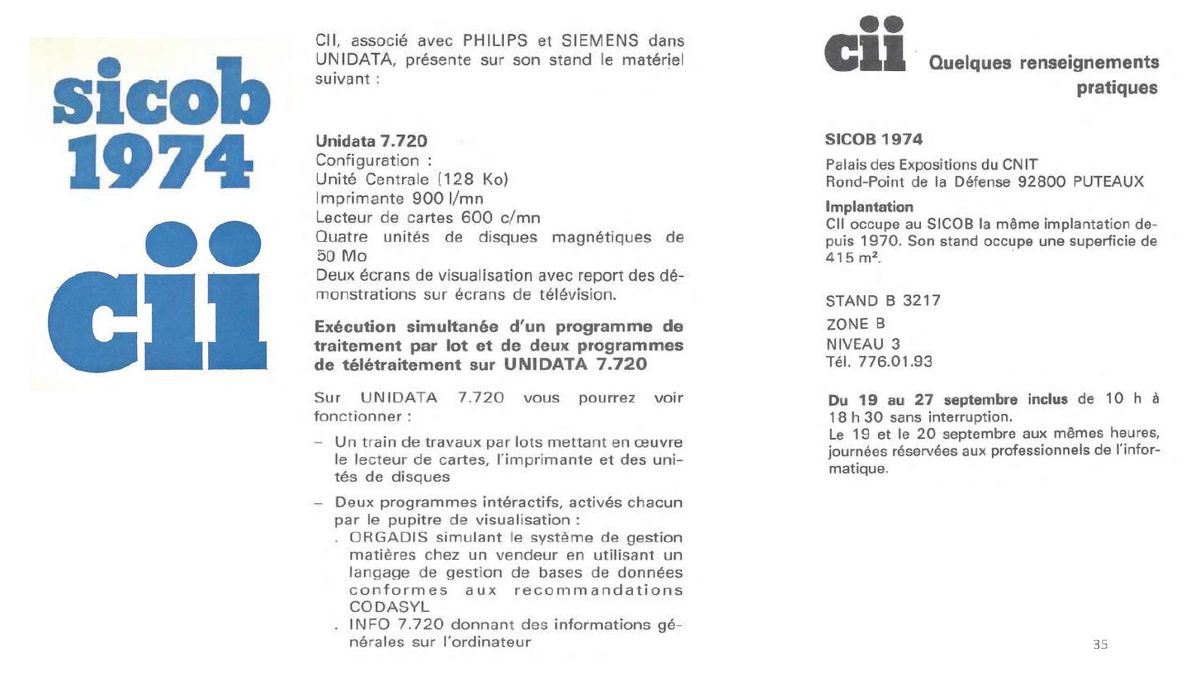 sicob
1974
cii
CII, associé avec PHILIPS et SIEMENS dans
UNIDATA, présente sur son stand le matériel
suivant :
Unidata 7.720
Configuration :
Unité Centrale (128 Ko)
Imprimante 900 l/mn
Lecteur de cartes 600 c/mn
Quatre unités de disques magnétiques de
50 Mo
Deux écrans de visualisation avec report des dé-
monstrations sur écrans de télévision.
Exécution simultanée d'un programme de
traitement par lot et de deux programmes
de télétraitement sur UNIDATA 7.720
Sur UNIDATA 7.720 vous pourrez voir
fonctionner :
– Un train de travaux par lots mettant en œuvre
le lecteur de cartes, l'imprimante et des uni-
tés de disques
– Deux programmes intéractifs, activés chacun
par le pupitre de visualisation :
. ORGADIS simulant le système de gestion
matières chez un vendeur en utilisant un
langage de gestion de bases de données
conformes aux recommandations
CODASYL
. INFO 7.720 donnant des informations gé-
nérales sur l'ordinateur
cii
Quelques renseignements
pratiques
SICOB 1974
Palais des Expositions du CNIT
Rond-Point de la Défense 92800 PUTEAUX
Implantation
CII occupe au SICOB la même implantation de-
puis 1970. Son stand occupe une superficie de
415 m².
STAND B 3217
ZONE B
NIVEAU 3
Tél. 776.01.93
Du 19 au 27 septembre inclus de 10 h à
18 h 30 sans interruption.
Le 19 et le 20 septembre aux mêmes heures,
journées réservées aux professionnels de l'infor-
matique.
35